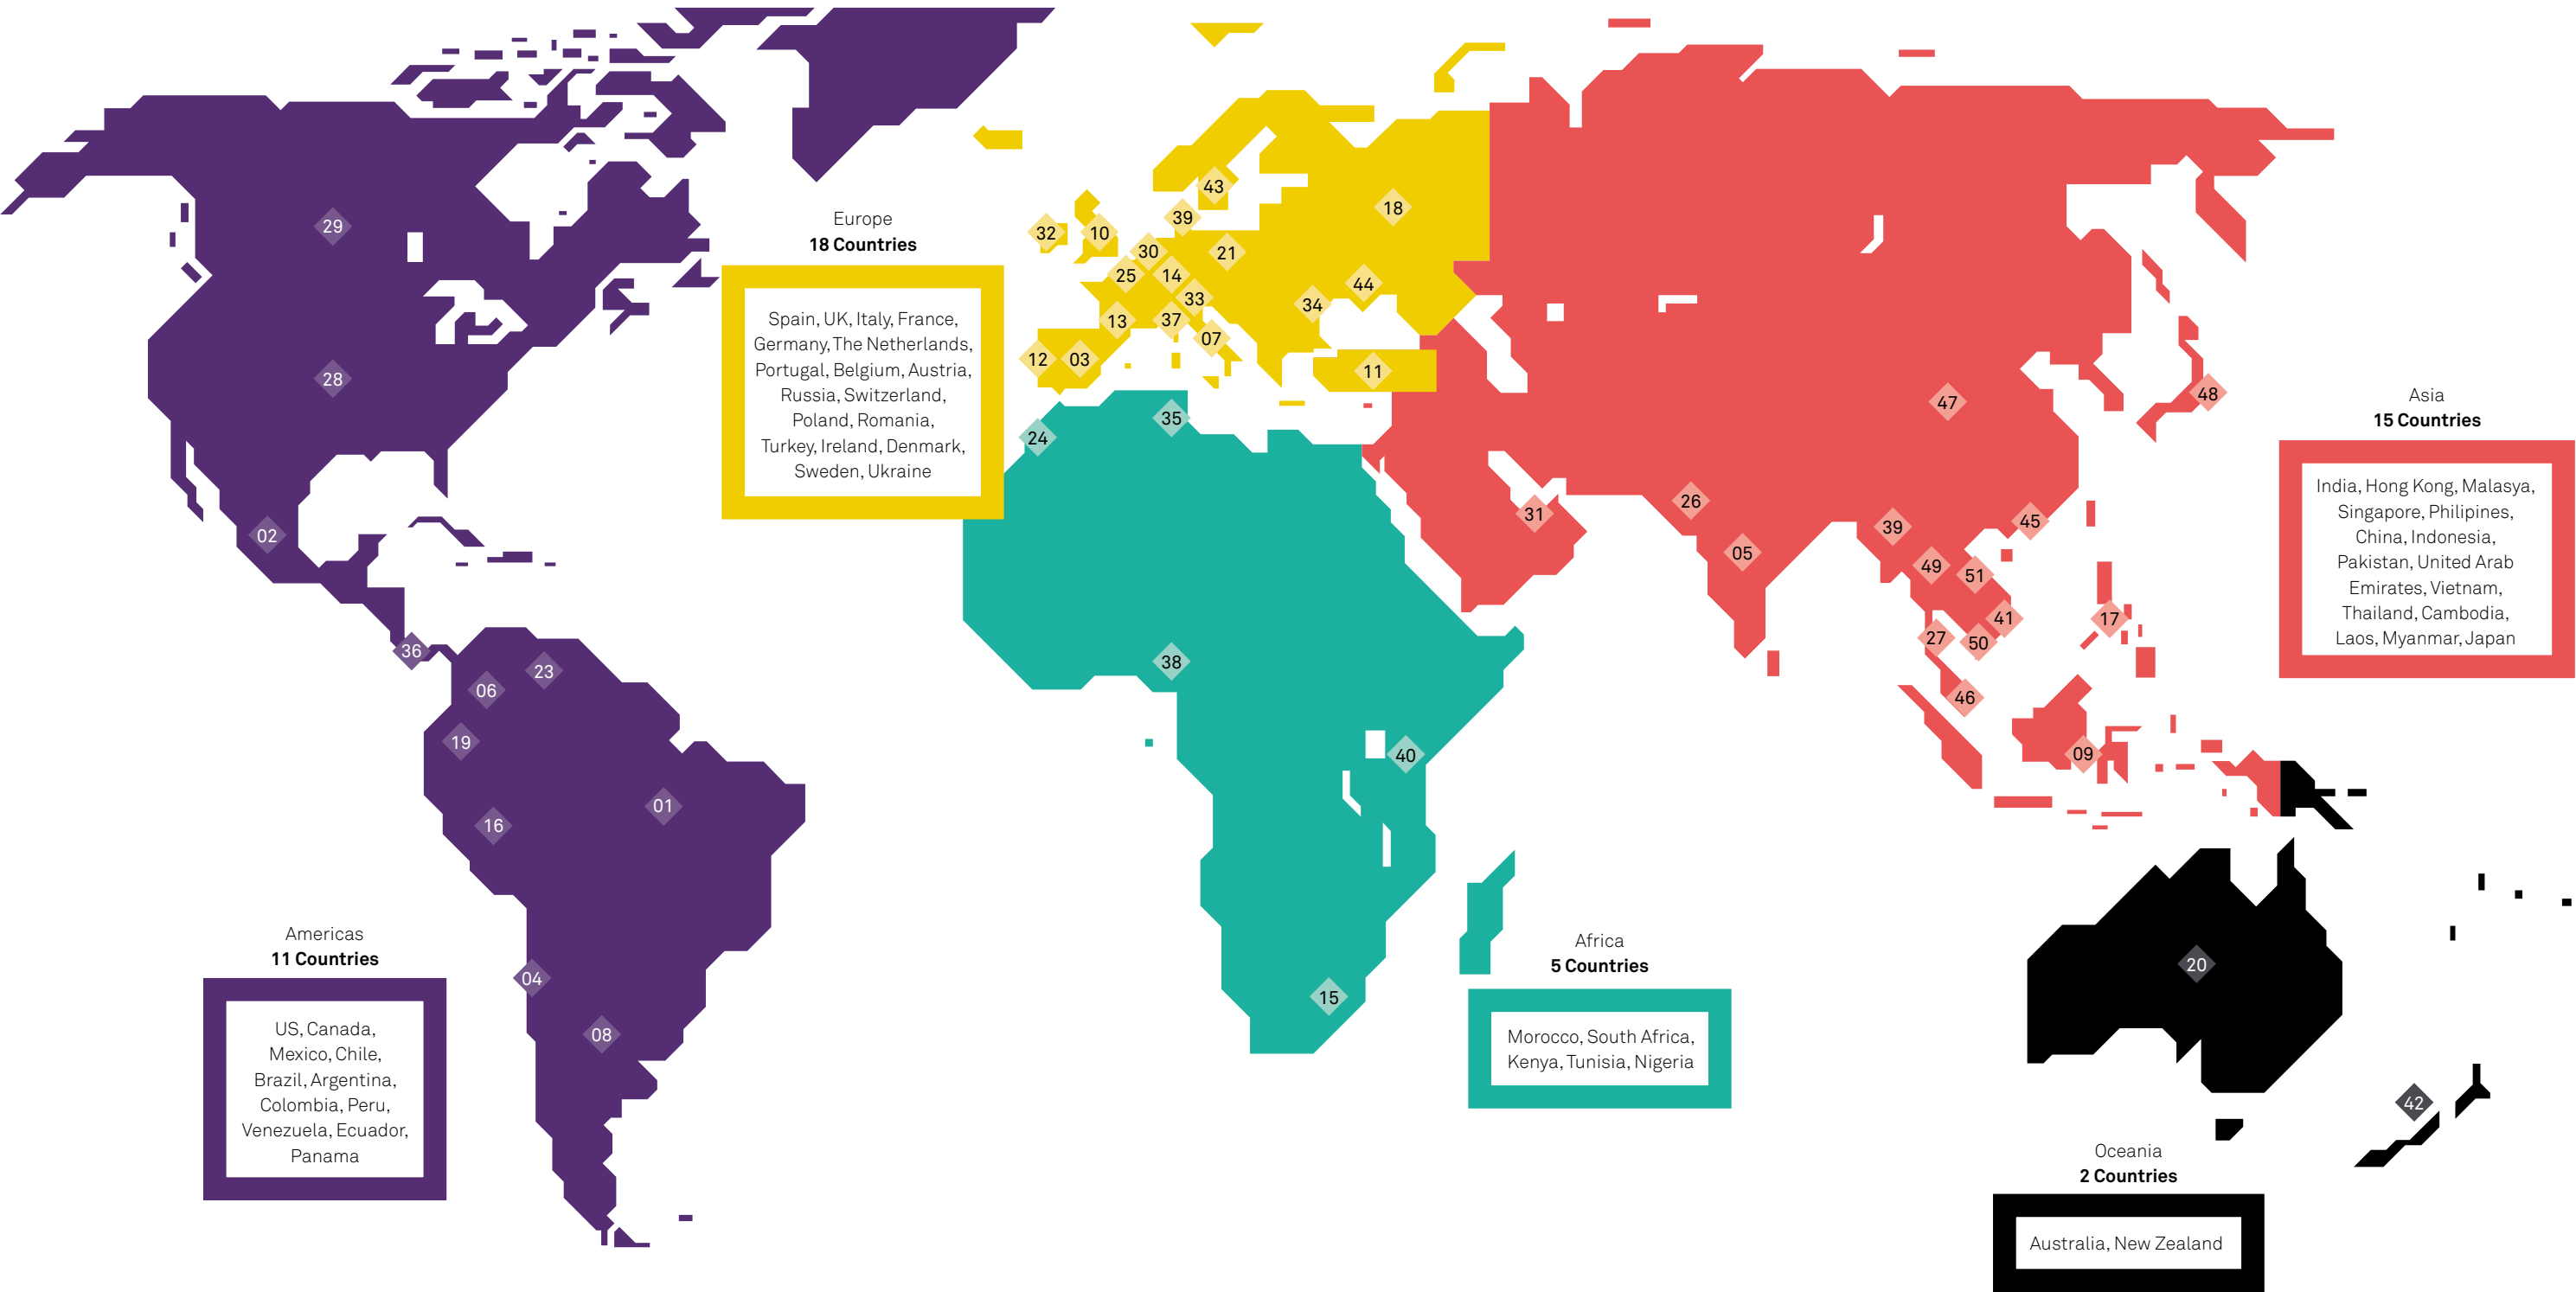 29
28
02
36
23
06
19
01
16
04
08
Americas
11 Countries
US, Canada,
Mexico, Chile,
Brazil, Argentina,
Colombia, Peru,
Venezuela, Ecuador,
Panama
Europe
18 Countries
Spain, UK, Italy, France,
Germany, The Netherlands,
Portugal, Belgium, Austria,
Russia, Switzerland,
Poland, Romania,
Turkey, Ireland, Denmark,
Sweden, Ukraine
43
39
18
32
10
30
21
25
14
44
33
34
13
37
07
12
03
11
35
24
38
40
15
Africa
5 Countries
Morocco, South Africa,
Kenya, Tunisia, Nigeria
47
48
26
31
39
45
05
49
51
41
17
27
50
46
09
Asia
15 Countries
India, Hong Kong, Malasya,
Singapore, Philipines,
China, Indonesia,
Pakistan, United Arab
Emirates, Vietnam,
Thailand, Cambodia,
Laos, Myanmar, Japan
20
42
Oceania
2 Countries
Australia, New Zealand